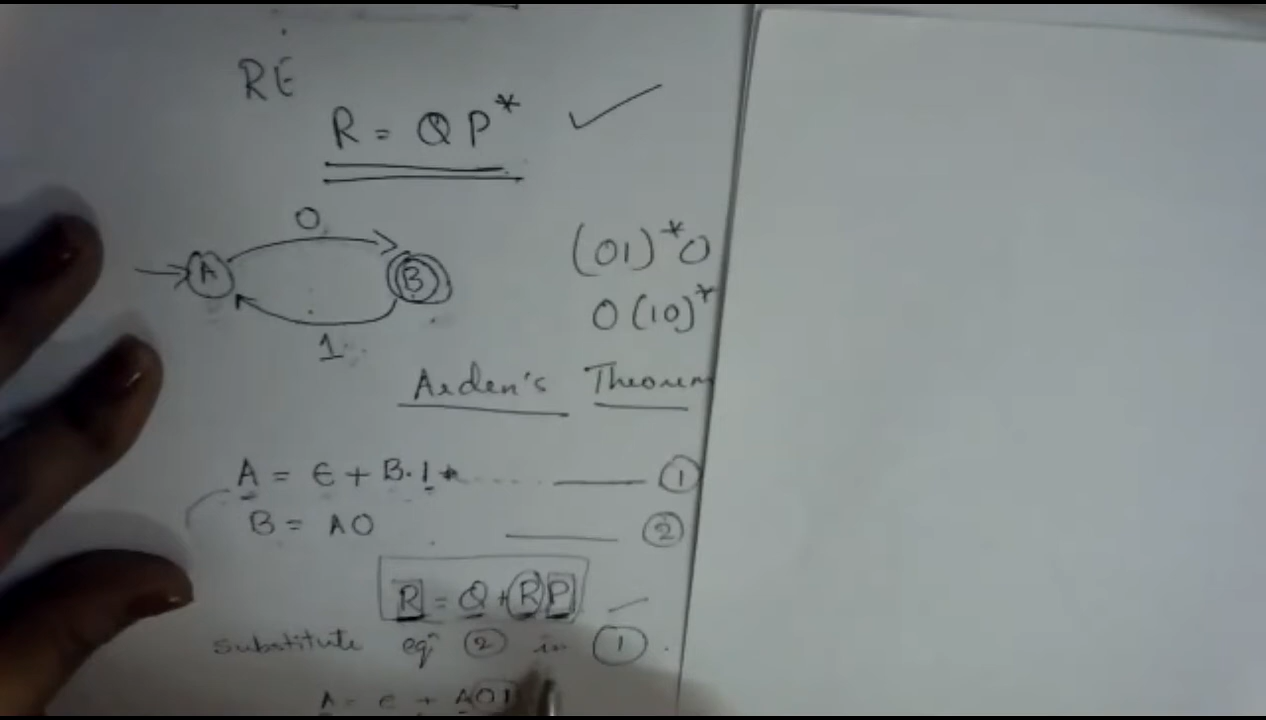 RE
R = QP*
0
A B
(01)*0
0(10)*
1
Arden's Theorem
A = ε + B.1 ①
B = A0 ②
R = Q + RP
substitute eqⁿ ② in ①.
A = ε + A01